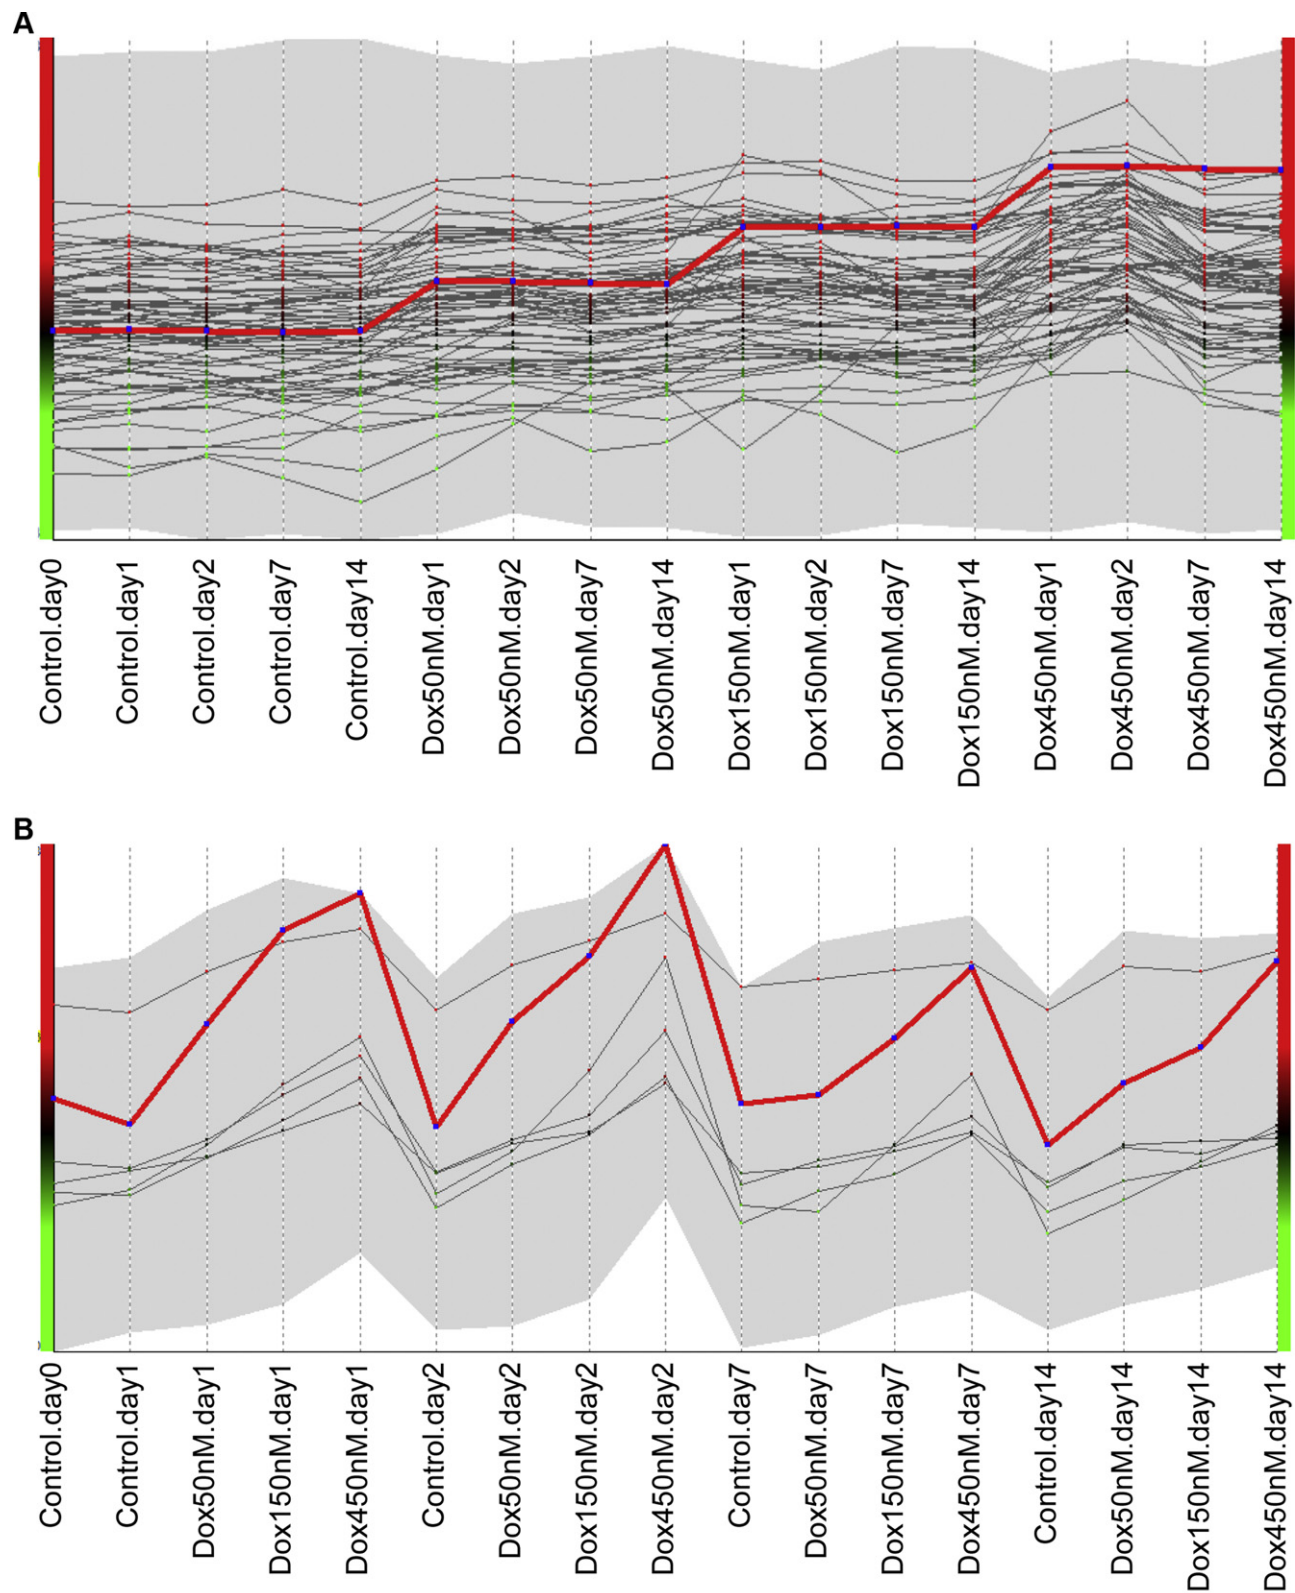 A
Control.day0
Control.day1
Control.day2
Control.day7
Control.day14
Dox50nM.day1
Dox50nM.day2
Dox50nM.day7
Dox50nM.day14
Dox150nM.day1
Dox150nM.day2
Dox150nM.day7
Dox150nM.day14
Dox450nM.day1
Dox450nM.day2
Dox450nM.day7
Dox450nM.day14
B
Control.day0
Control.day1
Dox50nM.day1
Dox150nM.day1
Dox450nM.day1
Control.day2
Dox50nM.day2
Dox150nM.day2
Dox450nM.day2
Control.day7
Dox50nM.day7
Dox150nM.day7
Dox450nM.day7
Control.day14
Dox50nM.day14
Dox150nM.day14
Dox450nM.day14